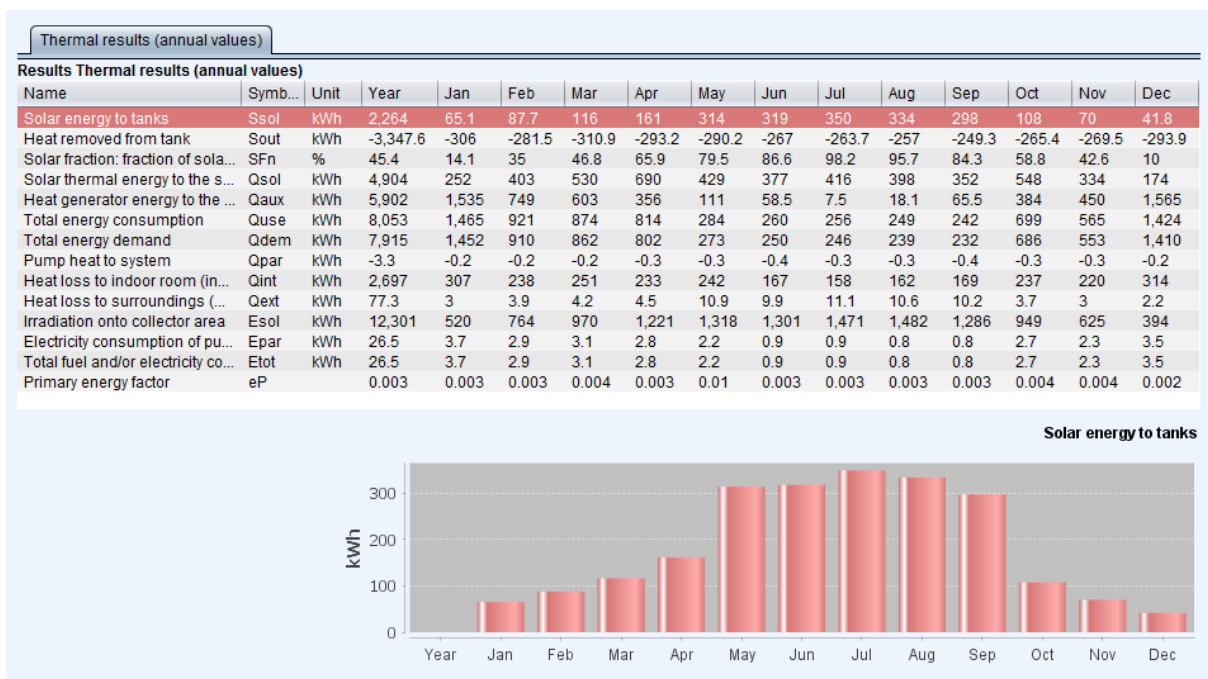 Thermal results (annual values)
Results Thermal results (annual values)
Name Symb... Unit Year Jan Feb Mar Apr May Jun Jul Aug Sep Oct Nov Dec
Solar energy to tanks Ssol kWh 2,264 65.1 87.7 116 161 314 319 350 334 298 108 70 41.8
Heat removed from tank Sout kWh -3,347.6 -306 -281.5 -310.9 -293.2 -290.2 -267 -263.7 -257 -249.3 -265.4 -269.5 -293.9
Solar fraction: fraction of sola... SFn % 45.4 14.1 35 46.8 65.9 79.5 86.6 98.2 95.7 84.3 58.8 42.6 10
Solar thermal energy to the s... Qsol kWh 4,904 252 403 530 690 429 377 416 398 352 548 334 174
Heat generator energy to the ... Qaux kWh 5,902 1,535 749 603 356 111 58.5 7.5 18.1 65.5 384 450 1,565
Total energy consumption Quse kWh 8,053 1,465 921 874 814 284 260 256 249 242 699 565 1,424
Total energy demand Qdem kWh 7,915 1,452 910 862 802 273 250 246 239 232 686 553 1,410
Pump heat to system Qpar kWh -3.3 -0.2 -0.2 -0.2 -0.3 -0.3 -0.4 -0.3 -0.3 -0.4 -0.3 -0.3 -0.2
Heat loss to indoor room (in... Qint kWh 2,697 307 238 251 233 242 167 158 162 169 237 220 314
Heat loss to surroundings (... Qext kWh 77.3 3 3.9 4.2 4.5 10.9 9.9 11.1 10.6 10.2 3.7 3 2.2
Irradiation onto collector area Esol kWh 12,301 520 764 970 1,221 1,318 1,301 1,471 1,482 1,286 949 625 394
Electricity consumption of pu... Epar kWh 26.5 3.7 2.9 3.1 2.8 2.2 0.9 0.9 0.8 0.8 2.7 2.3 3.5
Total fuel and/or electricity co... Etot kWh 26.5 3.7 2.9 3.1 2.8 2.2 0.9 0.9 0.8 0.8 2.7 2.3 3.5
Primary energy factor eP 0.003 0.003 0.003 0.004 0.003 0.01 0.003 0.003 0.003 0.003 0.004 0.004 0.002
Solar energy to tanks
kWh
300
200
100
0
Year Jan Feb Mar Apr May Jun Jul Aug Sep Oct Nov Dec